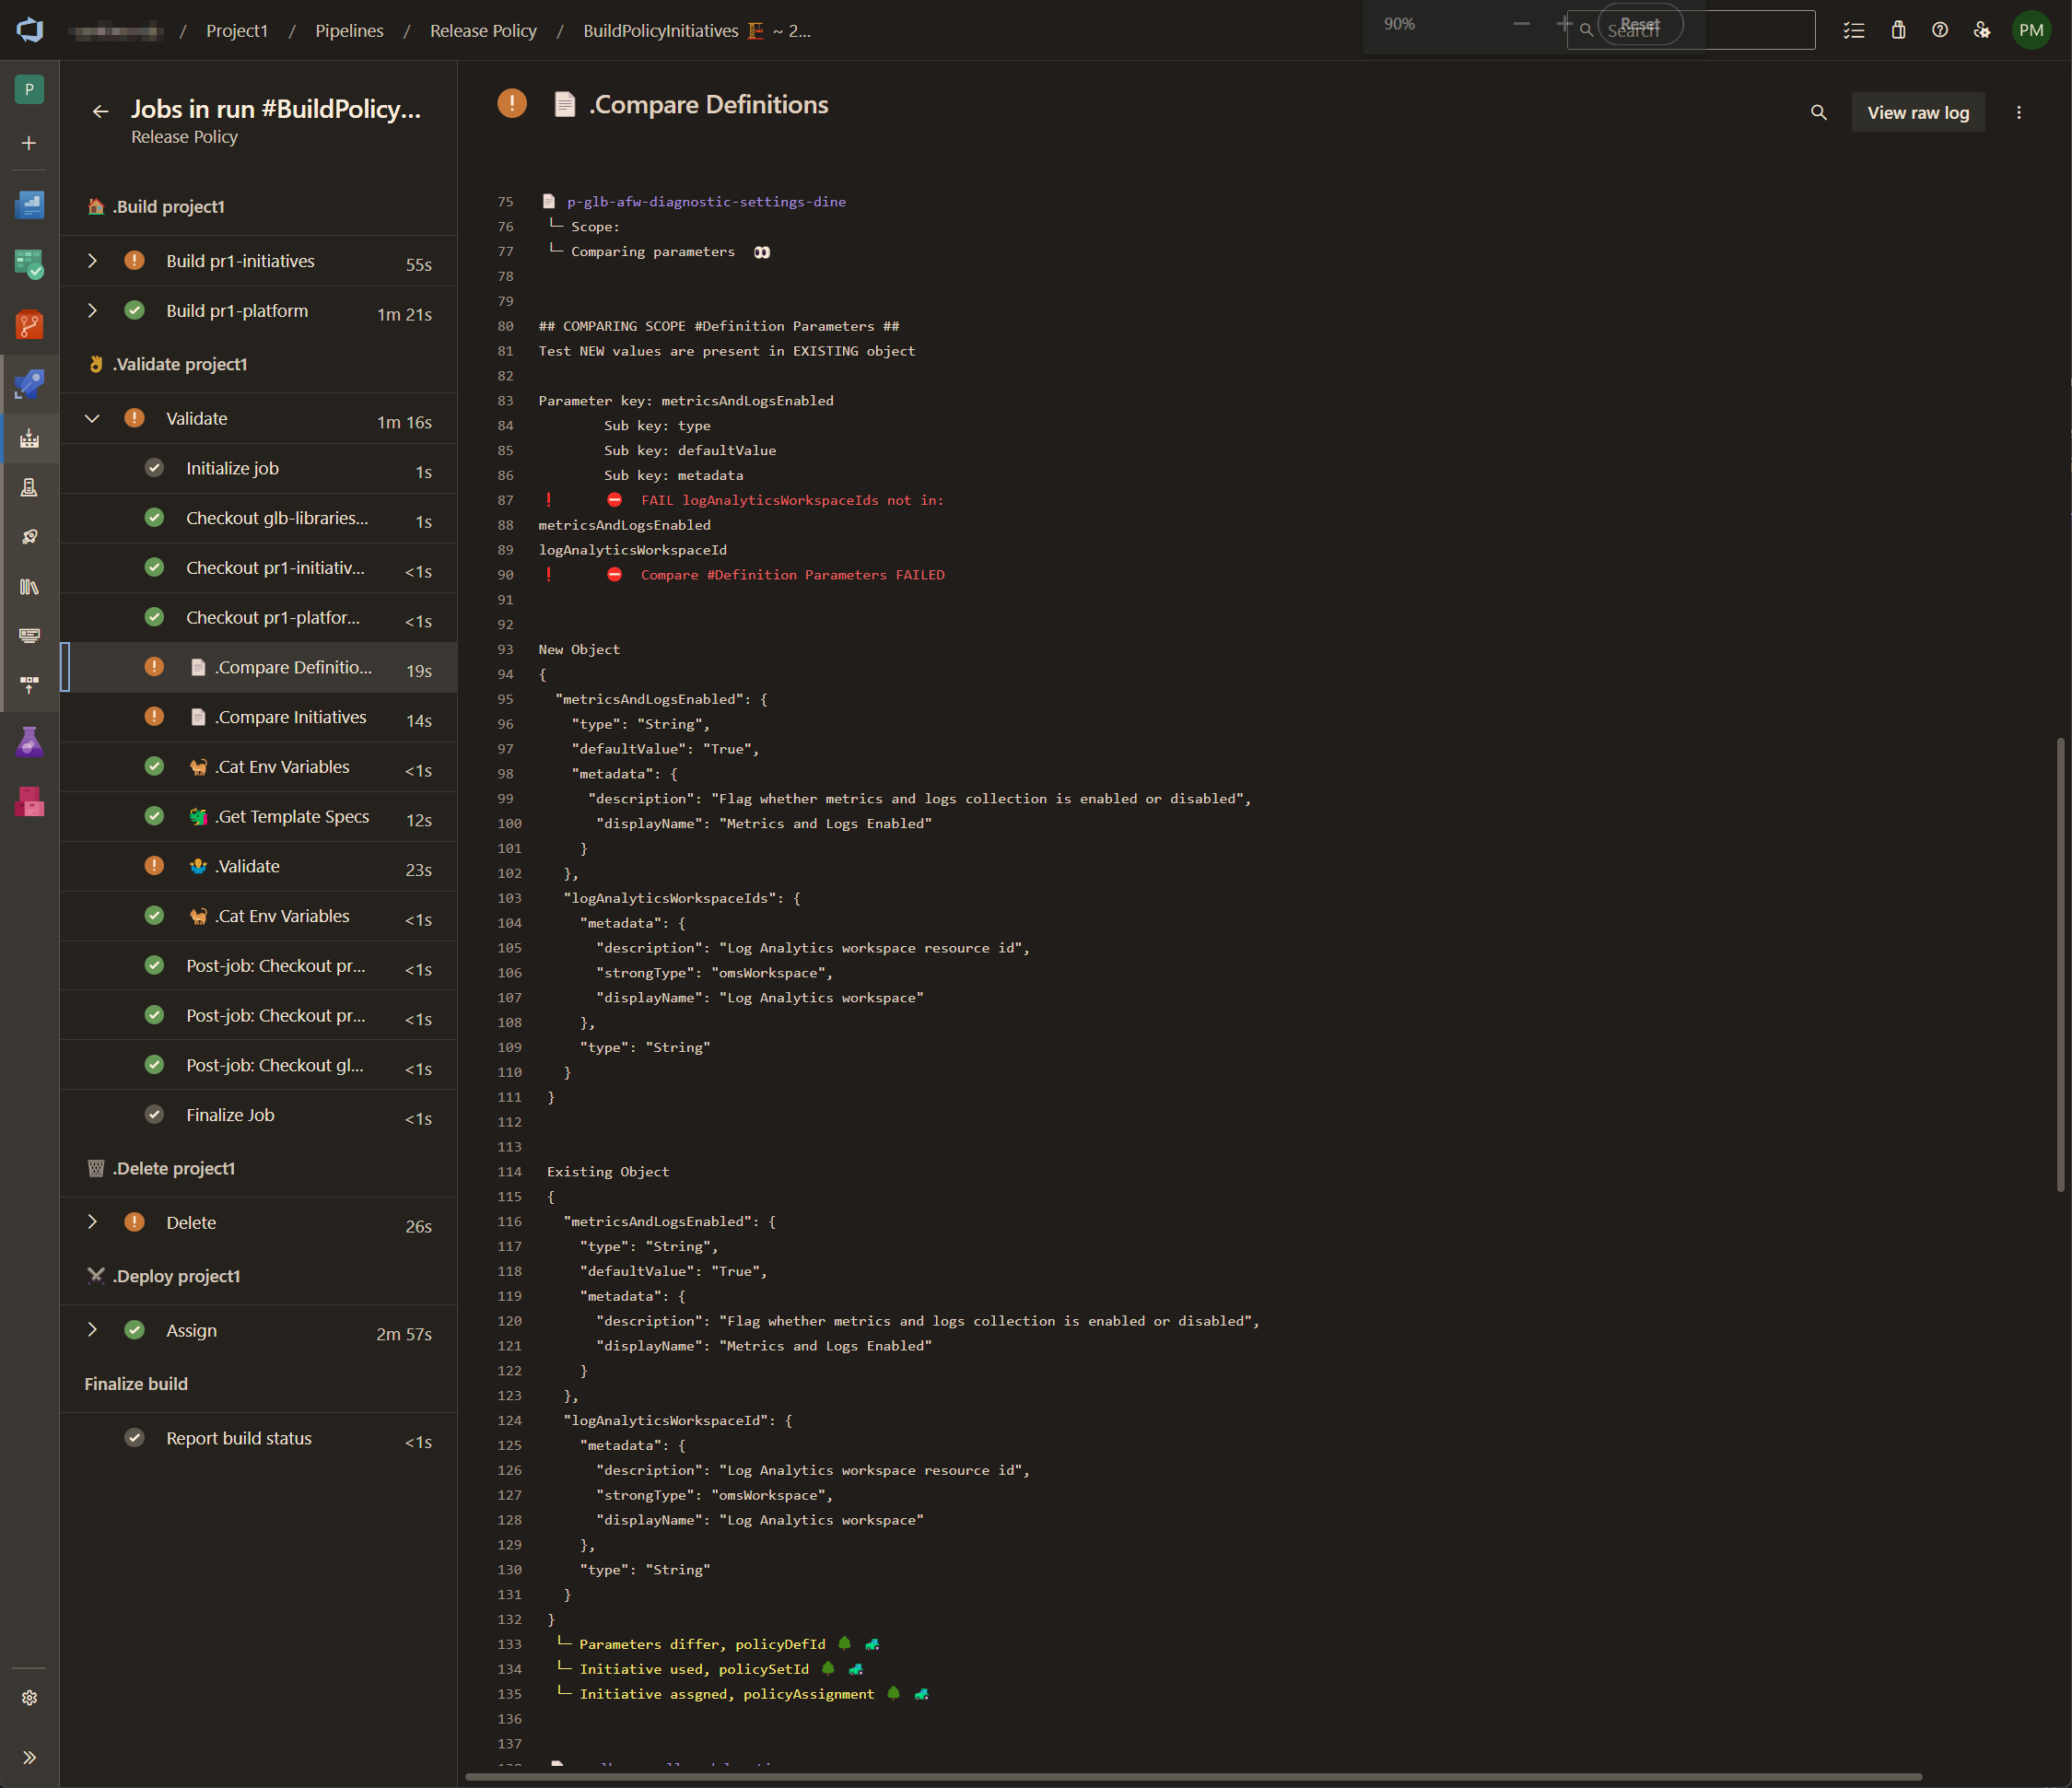 / Project1 / Pipelines / Release Policy / BuildPolicyInitiatives ~ 2...
90%
Reset
Search
PM
P
Jobs in run #BuildPolicy...
Release Policy
.Build project1
Build pr1-initiatives 55s
Build pr1-platform 1m 21s
.Validate project1
Validate 1m 16s
Initialize job 1s
Checkout glb-libraries... 1s
Checkout pr1-initiativ... <1s
Checkout pr1-platfor... <1s
.Compare Definitio... 19s
.Compare Initiatives 14s
.Cat Env Variables <1s
.Get Template Specs 12s
.Validate 23s
.Cat Env Variables <1s
Post-job: Checkout pr... <1s
Post-job: Checkout pr... <1s
Post-job: Checkout gl... <1s
Finalize Job <1s
.Delete project1
Delete 26s
.Deploy project1
Assign 2m 57s
Finalize build
Report build status <1s
.Compare Definitions
View raw log
75 p-glb-afw-diagnostic-settings-dine
76 └─ Scope:
77 └─ Comparing parameters 👀
78
79
80 ## COMPARING SCOPE #Definition Parameters ##
81 Test NEW values are present in EXISTING object
82
83 Parameter key: metricsAndLogsEnabled
84 Sub key: type
85 Sub key: defaultValue
86 Sub key: metadata
87 ❗ ⛔ FAIL logAnalyticsWorkspaceIds not in:
88 metricsAndLogsEnabled
89 logAnalyticsWorkspaceId
90 ❗ ⛔ Compare #Definition Parameters FAILED
91
92
93 New Object
94 {
95 "metricsAndLogsEnabled": {
96 "type": "String",
97 "defaultValue": "True",
98 "metadata": {
99 "description": "Flag whether metrics and logs collection is enabled or disabled",
100 "displayName": "Metrics and Logs Enabled"
101 }
102 },
103 "logAnalyticsWorkspaceIds": {
104 "metadata": {
105 "description": "Log Analytics workspace resource id",
106 "strongType": "omsWorkspace",
107 "displayName": "Log Analytics workspace"
108 },
109 "type": "String"
110 }
111 }
112
113
114 Existing Object
115 {
116 "metricsAndLogsEnabled": {
117 "type": "String",
118 "defaultValue": "True",
119 "metadata": {
120 "description": "Flag whether metrics and logs collection is enabled or disabled",
121 "displayName": "Metrics and Logs Enabled"
122 }
123 },
124 "logAnalyticsWorkspaceId": {
125 "metadata": {
126 "description": "Log Analytics workspace resource id",
127 "strongType": "omsWorkspace",
128 "displayName": "Log Analytics workspace"
129 },
130 "type": "String"
131 }
132 }
133 └─ Parameters differ, policyDefId
134 └─ Initiative used, policySetId
135 └─ Initiative assgned, policyAssignment
136
137